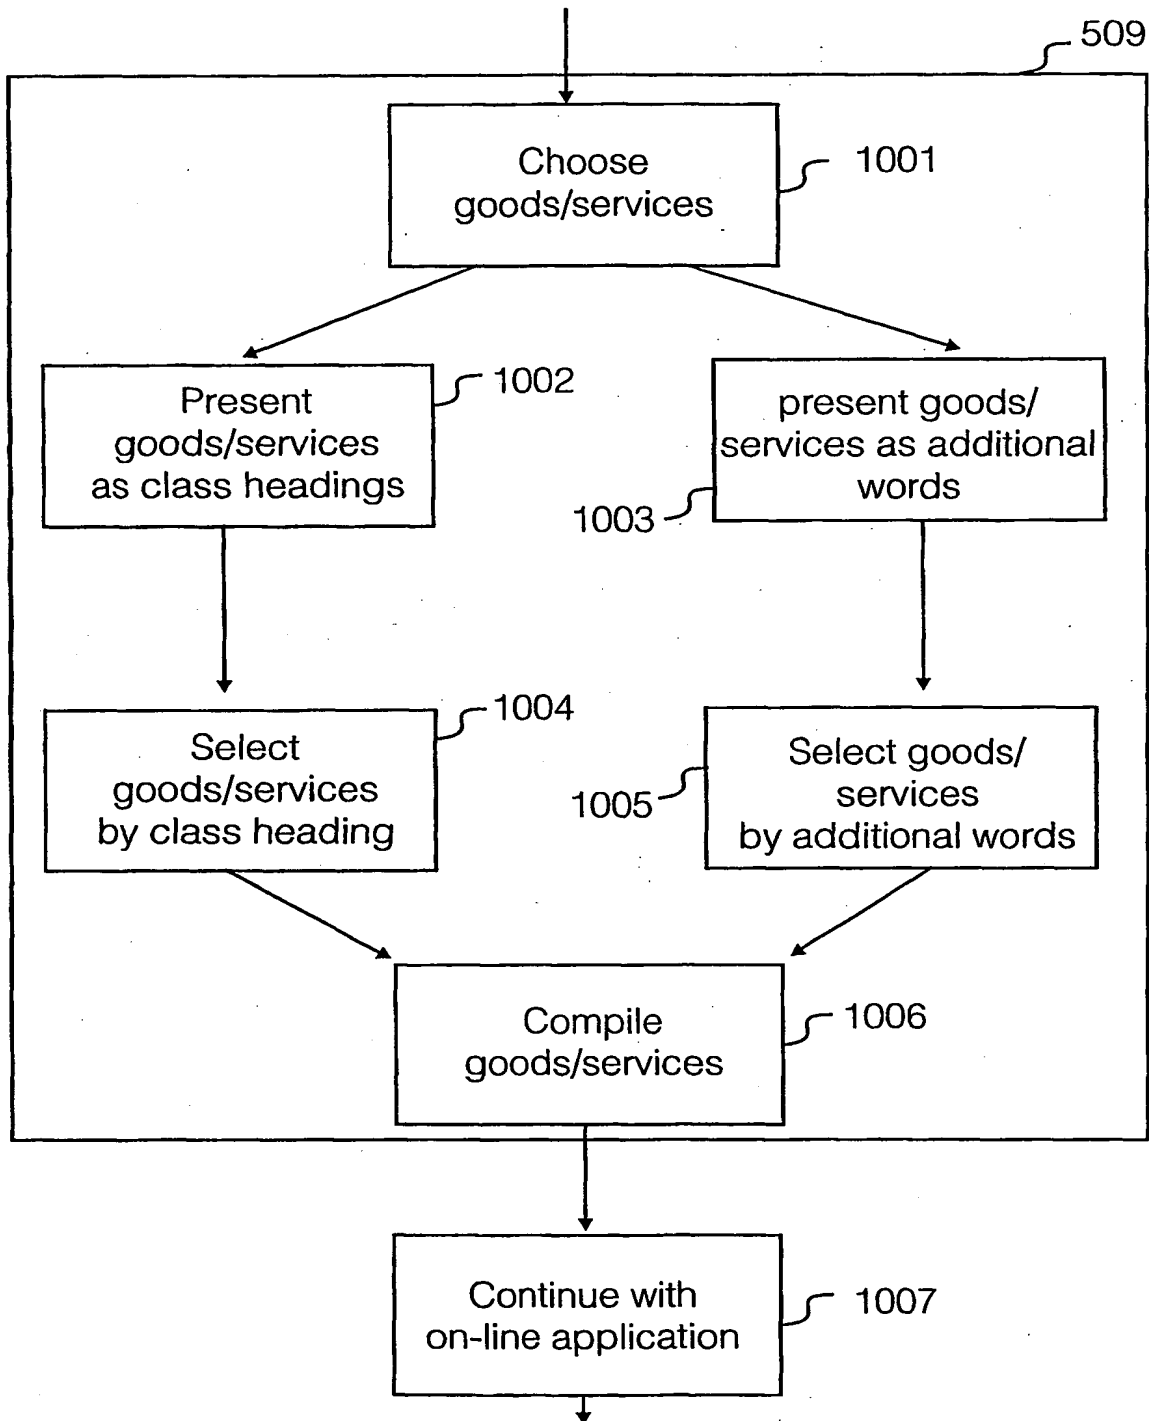 509
Choose
goods/services
1001
Present
goods/services
as class headings
1002
present goods/
services as additional
words
1003
Select
goods/services
by class heading
1004
Select goods/
services
by additional words
1005
Compile
goods/services
1006
Continue with
on-line application
1007